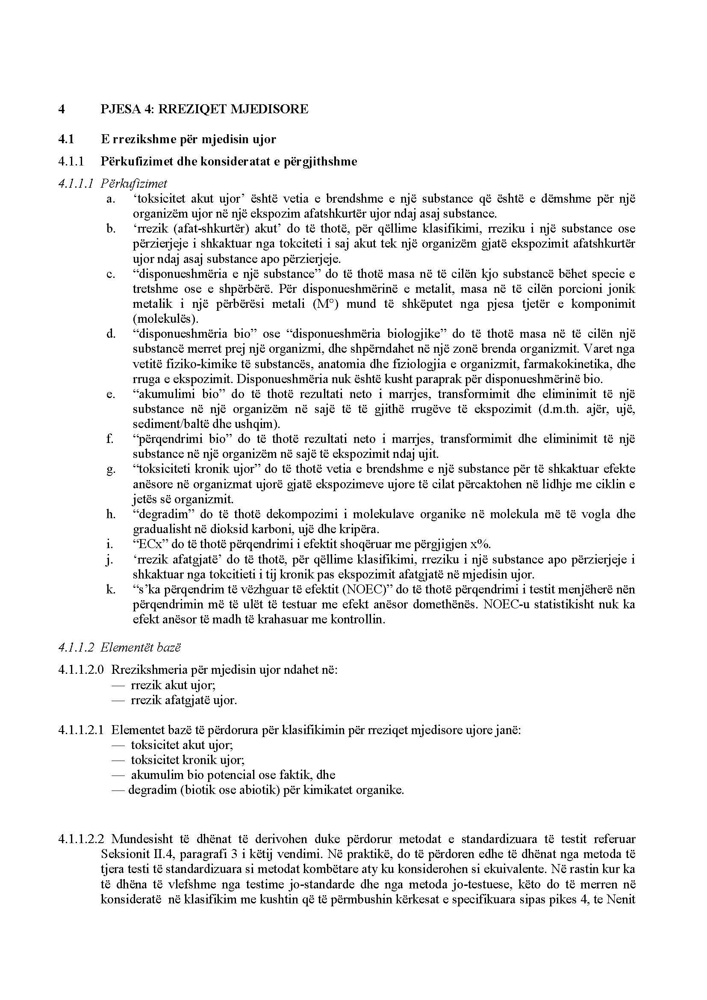 4 PJESA 4: RREZIQET MJEDISORE
4.1 E rrezikshme për mjedisin ujor
4.1.1 Përkufizimet dhe konsideratat e përgjithshme
4.1.1.1 Përkufizimet
a. ‘toksicitet akut ujor’ është vetia e brendshme e një substance që është e dëmshme për një
organizëm ujor në një ekspozim afatshkurtër ujor ndaj asaj substance.
b. ‘rrezik (afat-shkurtër) akut’ do të thotë, për qëllime klasifikimi, rreziku i një substance ose
përzierjeje i shkaktuar nga tokciteti i saj akut tek një organizëm gjatë ekspozimit afatshkurtër
ujor ndaj asaj substance apo përzierjeje.
c. “disponueshmëria e një substance” do të thotë masa në të cilën kjo substancë bëhet specie e
tretshme ose e shpërbërë. Për disponueshmërinë e metalit, masa në të cilën porcioni jonik
metalik i një përbërësi metali (M°) mund të shkëputet nga pjesa tjetër e komponimit
(molekulës).
d. “disponueshmëria bio” ose “disponueshmëria biologjike” do të thotë masa në të cilën një
substancë merret prej një organizmi, dhe shpërndahet në një zonë brenda organizmit. Varet nga
vetitë fiziko-kimike të substancës, anatomia dhe fiziologjia e organizmit, farmakokinetika, dhe
rruga e ekspozimit. Disponueshmëria nuk është kusht paraprak për disponueshmërinë bio.
e. “akumulimi bio” do të thotë rezultati neto i marrjes, transformimit dhe eliminimit të një
substance në një organizëm në sajë të të gjithë rrugëve të ekspozimit (d.m.th. ajër, ujë,
sediment/baltë dhe ushqim).
f. “përqendrimi bio” do të thotë rezultati neto i marrjes, transformimit dhe eliminimit të një
substance në një organizëm në sajë të ekspozimit ndaj ujit.
g. “toksiciteti kronik ujor” do të thotë vetia e brendshme e një substance për të shkaktuar efekte
anësore në organizmat ujorë gjatë ekspozimeve ujore të cilat përcaktohen në lidhje me ciklin e
jetës së organizmit.
h. “degradim” do të thotë dekompozimi i molekulave organike në molekula më të vogla dhe
gradualisht në dioksid karboni, ujë dhe kripëra.
i. “ECx” do të thotë përqendrimi i efektit shoqëruar me përgjigjen x%.
j. ‘rrezik afatgjatë’ do të thotë, për qëllime klasifikimi, rreziku i një substance apo përzierjeje i
shkaktuar nga tokcitieti i tij kronik pas ekspozimit afatgjatë në mjedisin ujor.
k. “s’ka përqendrim të vëzhguar të efektit (NOEC)” do të thotë përqendrimi i testit menjëherë nën
përqendrimin më të ulët të testuar me efekt anësor domethënës. NOEC-u statistikisht nuk ka
efekt anësor të madh të krahasuar me kontrollin.
4.1.1.2 Elementët bazë
4.1.1.2.0 Rrezikshmeria për mjedisin ujor ndahet në:
— rrezik akut ujor;
— rrezik afatgjatë ujor.
4.1.1.2.1 Elementet bazë të përdorura për klasifikimin për rreziqet mjedisore ujore janë:
— toksicitet akut ujor;
— toksicitet kronik ujor;
— akumulim bio potencial ose faktik, dhe
— degradim (biotik ose abiotik) për kimikatet organike.
4.1.1.2.2 Mundesisht të dhënat të derivohen duke përdorur metodat e standardizuara të testit referuar
Seksionit II.4, paragrafi 3 i këtij vendimi. Në praktikë, do të përdoren edhe të dhënat nga metoda të
tjera testi të standardizuara si metodat kombëtare aty ku konsiderohen si ekuivalente. Në rastin kur ka
të dhëna të vlefshme nga testime jo-standarde dhe nga metoda jo-testuese, këto do të merren në
konsideratë në klasifikim me kushtin që të përmbushin kërkesat e specifikuara sipas pikes 4, te Nenit